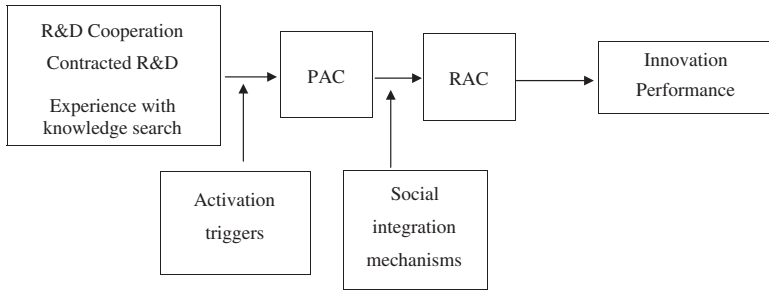 R&D Cooperation
Contracted R&D
Experience with
knowledge search
PAC
RAC
Innovation
Performance
Activation
triggers
Social
integration
mechanisms